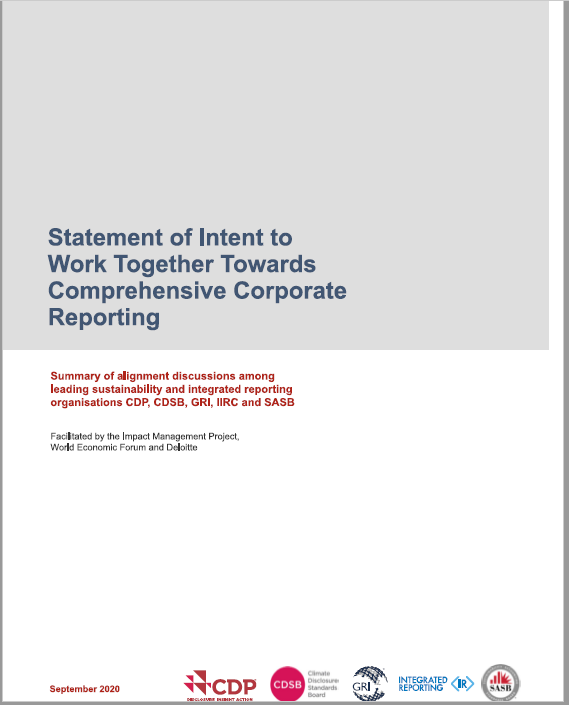 Statement of Intent to
Work Together Towards
Comprehensive Corporate
Reporting
Summary of alignment discussions among
leading sustainability and integrated reporting
organisations CDP, CDSB, GRI, IIRC and SASB
Facilitated by the Impact Management Project,
World Economic Forum and Deloitte
September 2020
CDP
DISCLOSURE INSIGHT ACTION
CDSB
Climate
Disclosure
Standards
Board
GRI
INTEGRATED
REPORTING
IR
SASB